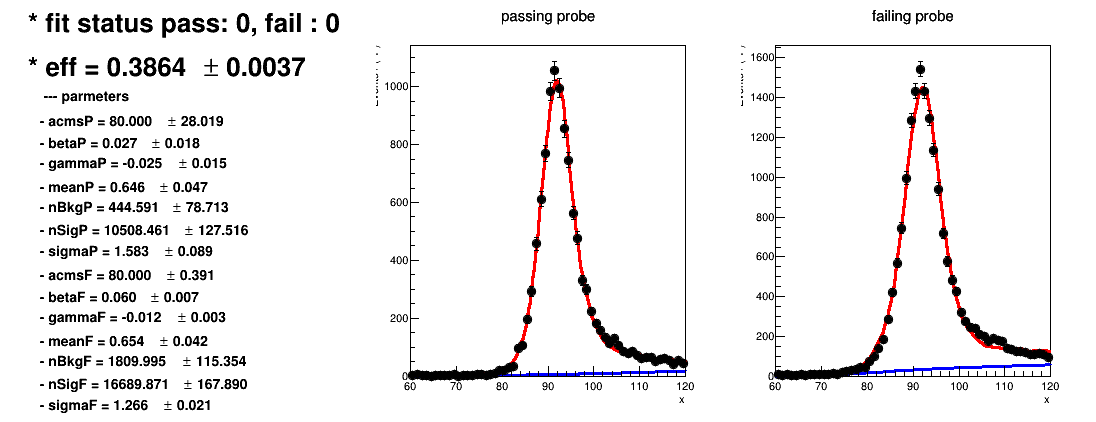 * fit status pass: 0, fail : 0
* eff = 0.3864 ± 0.0037
--- parmeters
- acmsP = 80.000 ± 28.019
- betaP = 0.027 ± 0.018
- gammaP = -0.025 ± 0.015
- meanP = 0.646 ± 0.047
- nBkgP = 444.591 ± 78.713
- nSigP = 10508.461 ± 127.516
- sigmaP = 1.583 ± 0.089
- acmsF = 80.000 ± 0.391
- betaF = 0.060 ± 0.007
- gammaF = -0.012 ± 0.003
- meanF = 0.654 ± 0.042
- nBkgF = 1809.995 ± 115.354
- nSigF = 16689.871 ± 167.890
- sigmaF = 1.266 ± 0.021
passing probe
1000
800
600
400
200
0
60 70 80 90 100 110 120
x
failing probe
1600
1400
1200
1000
800
600
400
200
0
60 70 80 90 100 110 120
x